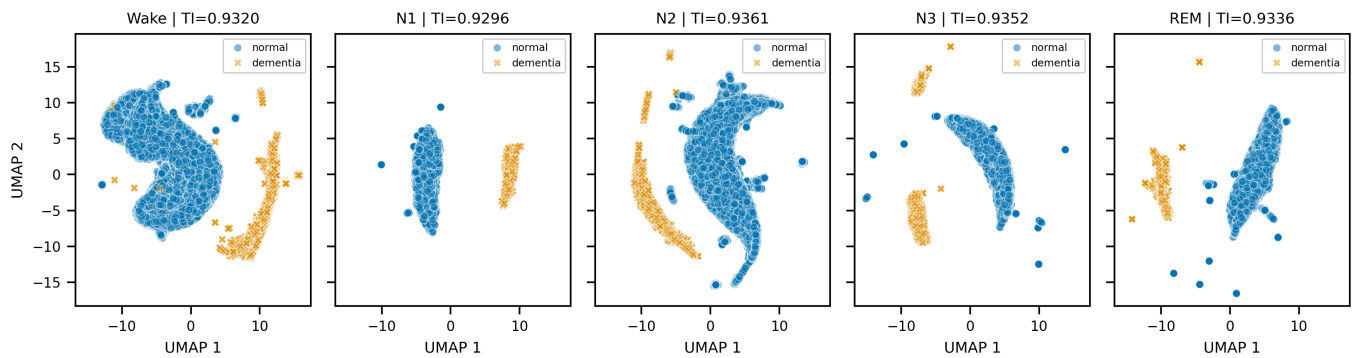 Wake | TI=0.9320
N1 | TI=0.9296
N2 | TI=0.9361
N3 | TI=0.9352
REM | TI=0.9336
normal
dementia
normal
dementia
normal
dementia
normal
dementia
normal
dementia
UMAP 2
15
10
5
0
−5
−10
−15
−10 0 10
−10 0 10
−10 0 10
−10 0 10
−10 0 10
UMAP 1
UMAP 1
UMAP 1
UMAP 1
UMAP 1